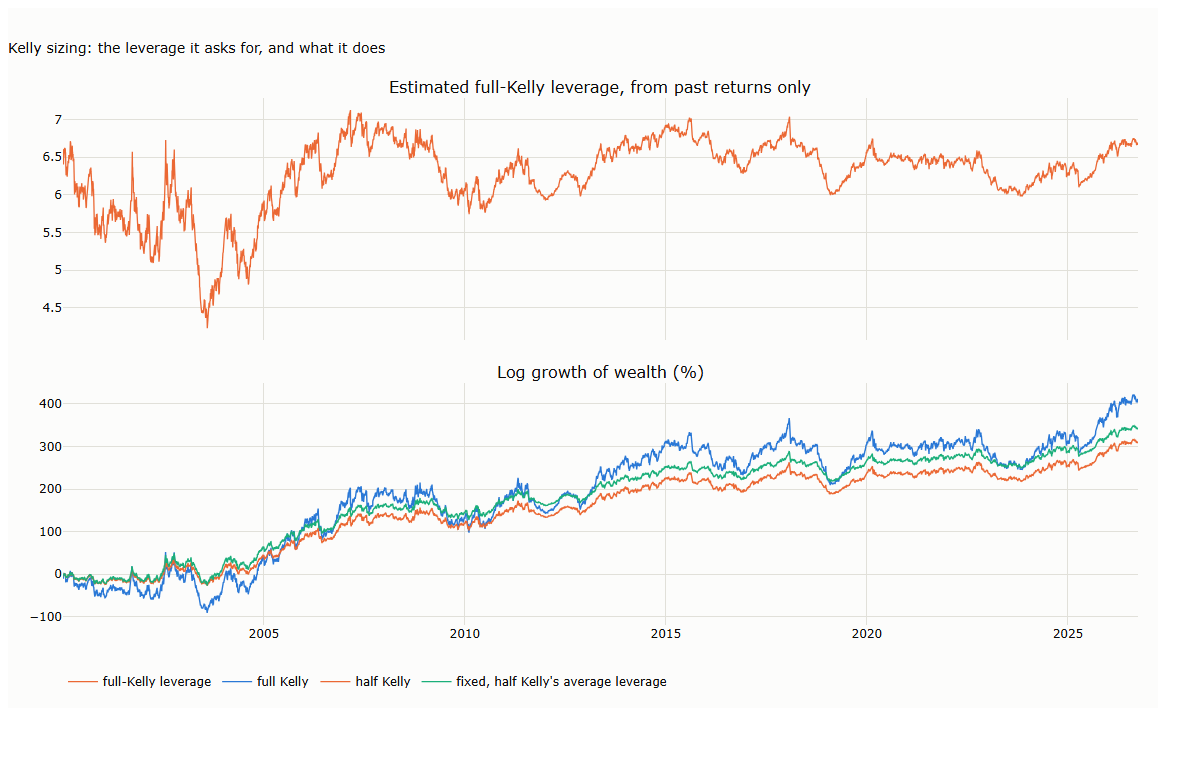 Kelly sizing: the leverage it asks for, and what it does
Estimated full-Kelly leverage, from past returns only
7
6.5
6
5.5
5
4.5
Log growth of wealth (%)
400
300
200
100
0
−100
2005 2010 2015 2020 2025
full-Kelly leverage full Kelly half Kelly fixed, half Kelly's average leverage